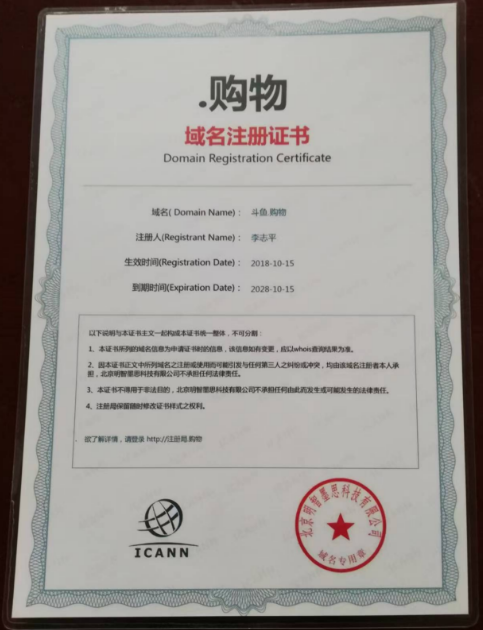 .购物
域名注册证书
Domain Registration Certificate
域名( Domain Name)： 斗鱼.购物
注册人(Registrant Name)： 李志平
生效时间(Registration Date)： 2018-10-15
到期时间(Expiration Date)： 2028-10-15
以下说明与本证书主文一起构成本证书统一整体，不可分割：
1、本证书所列的域名信息为申请证书时的信息，该信息如有变更，应以whois查询结果为准。
2、因本证书正文中所列域名之注册或使用而可能引发与任何第三人之纠纷或冲突，均由该域名注册者本人承
担，北京明智墨思科技有限公司不承担任何法律责任。
3、本证书不得用于非法目的，北京明智墨思科技有限公司不承担任何由此而发生或可能发生的法律责任。
4、注册局保留随时修改证书样式之权利。
欲了解详情，请登录 http://注册局.购物
ICANN
北京明智墨思科技有限公司
域名专用章